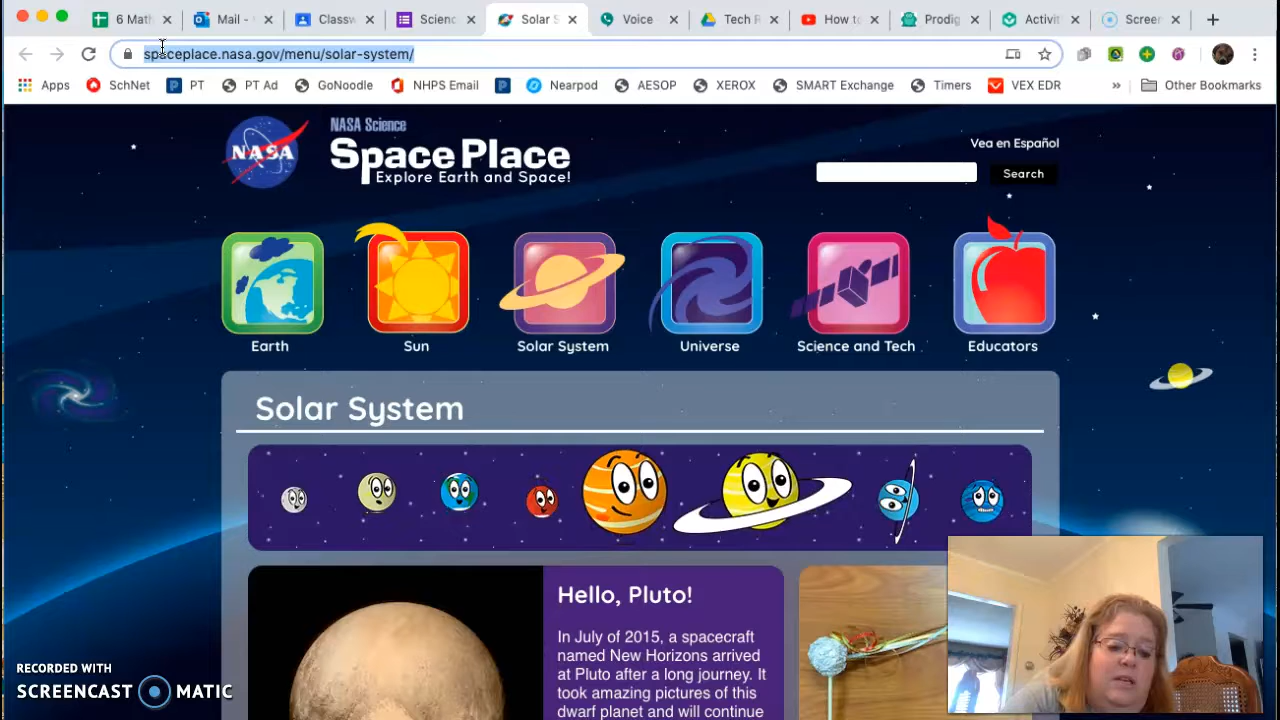 6 Math
Mail -
Classw
Scienc
Solar S
Voice -
Tech R
How to
Prodig
Activit
Screer
spaceplace.nasa.gov/menu/solar-system/
Apps
SchNet
PT
PT Ad
GoNoodle
NHPS Email
Nearpod
AESOP
XEROX
SMART Exchange
Timers
VEX EDR
»
Other Bookmarks
NASA
NASA Science
Space Place
Explore Earth and Space!
Vea en Español
Search
Earth
Sun
Solar System
Universe
Science and Tech
Educators
Solar System
Hello, Pluto!
In July of 2015, a spacecraft
named New Horizons arrived
at Pluto after a long journey. It
took amazing pictures of this
dwarf planet and will continue
RECORDED WITH
SCREENCAST MATIC